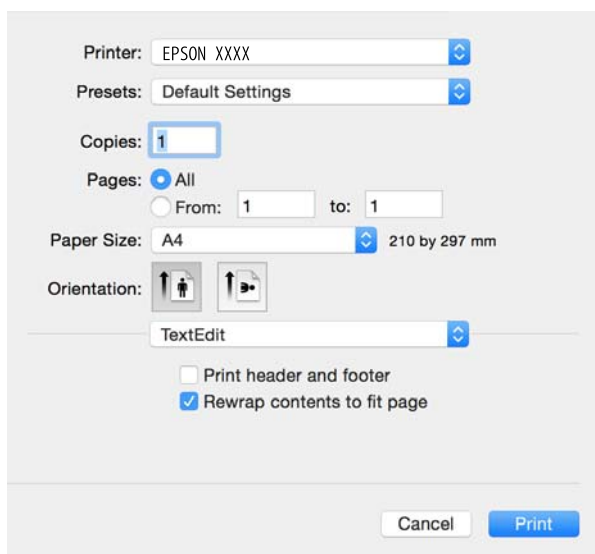 Printer: EPSON XXXX
Presets: Default Settings
Copies: 1
Pages: All
From: 1 to: 1
Paper Size: A4 210 by 297 mm
Orientation:
TextEdit
Print header and footer
Rewrap contents to fit page
Cancel Print